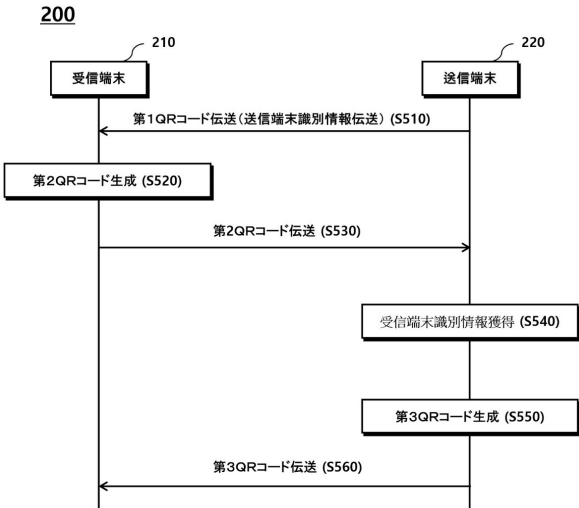 200
210
220
受信端末
送信端末
第1QRコード伝送(送信端末識別情報伝送) (S510)
第2QRコード生成 (S520)
第2QRコード伝送 (S530)
受信端末識別情報獲得 (S540)
第3QRコード生成 (S550)
第3QRコード伝送 (S560)